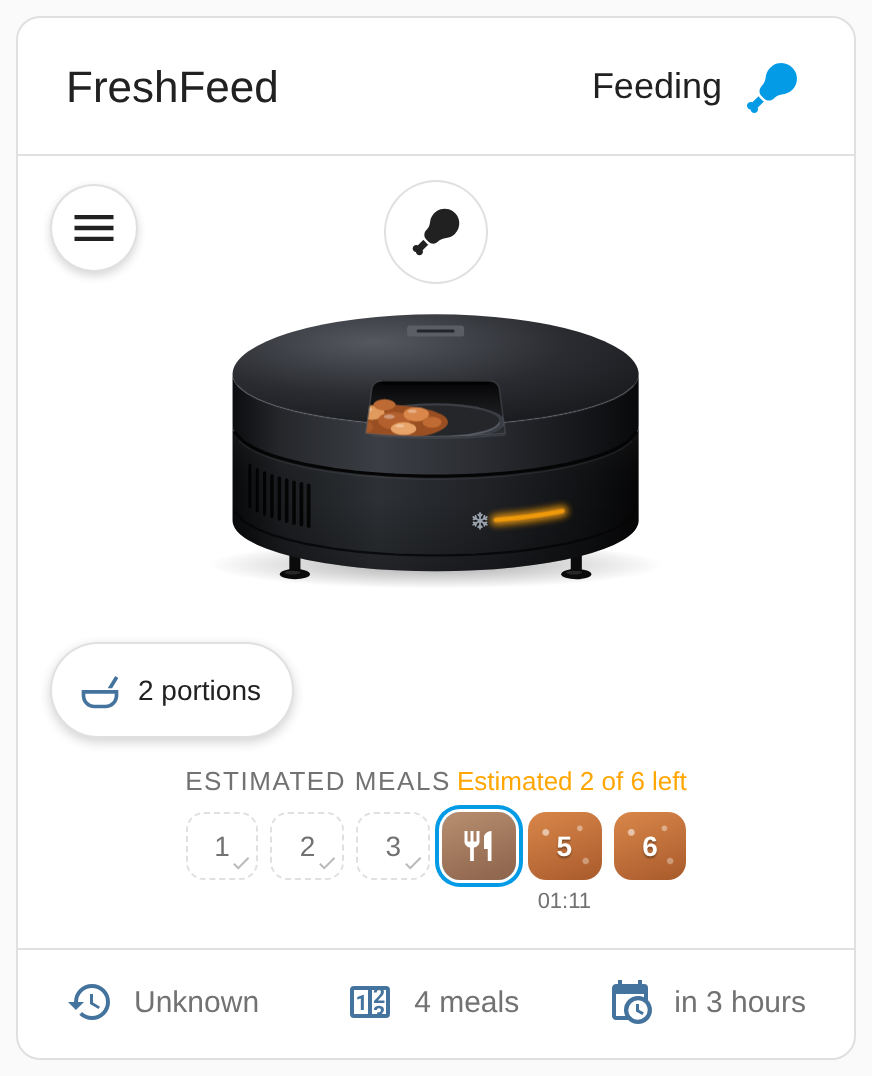 FreshFeed
Feeding
2 portions
ESTIMATED MEALS Estimated 2 of 6 left
1 2 3 5 6
01:11
Unknown 4 meals in 3 hours